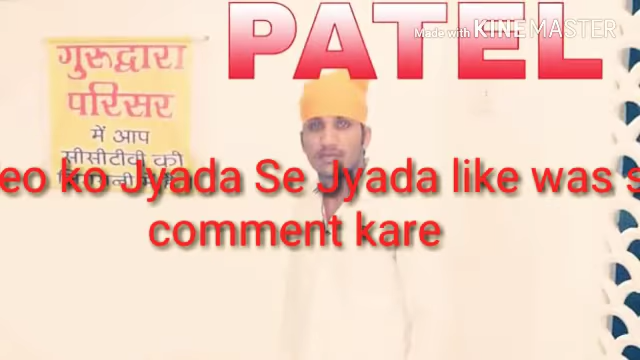 PATEL
Made with KINEMASTER
गुरुद्वारा
परिसर
में आप
सीसीटीवी की
eo ko Jyada Se Jyada like was s
comment kare